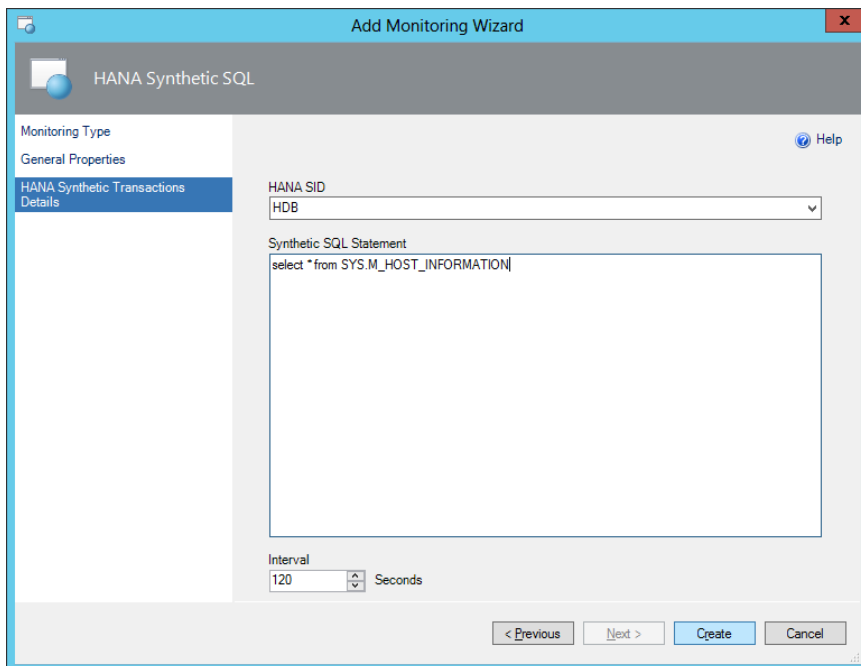 Add Monitoring Wizard
x
HANA Synthetic SQL
Monitoring Type
General Properties
HANA Synthetic Transactions
Details
Help
HANA SID
HDB
Synthetic SQL Statement
select * from SYS.M_HOST_INFORMATION
Interval
120 Seconds
< Previous Next > Create Cancel